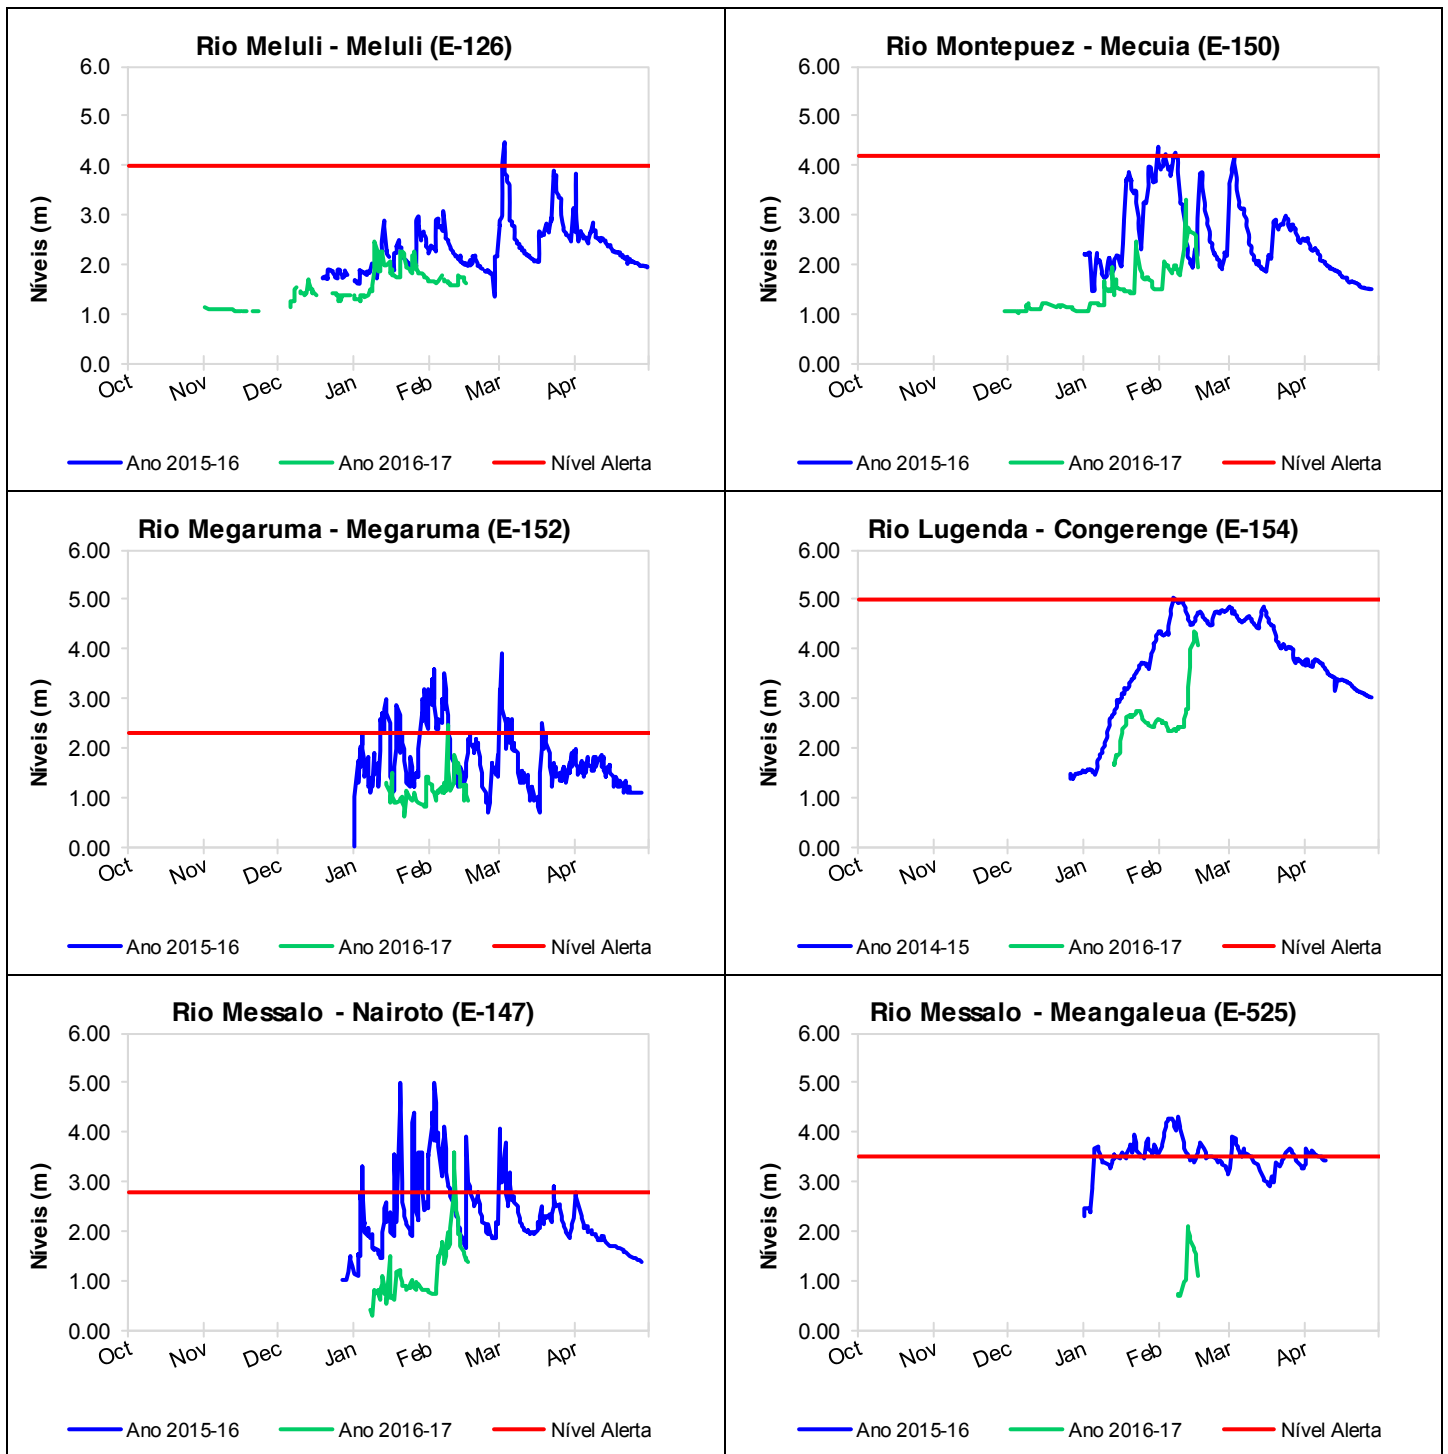 Rio Meluli - Meluli (E-126)
6.0
5.0
4.0
3.0
2.0
1.0
0.0
Níveis (m)
Oct Nov Dec Jan Feb Mar Apr
Ano 2015-16 Ano 2016-17 Nível Alerta
Rio Montepuez - Mecuia (E-150)
6.00
5.00
4.00
3.00
2.00
1.00
0.00
Níveis (m)
Oct Nov Dec Jan Feb Mar Apr
Ano 2015-16 Ano 2016-17 Nível Alerta
Rio Megaruma - Megaruma (E-152)
6.00
5.00
4.00
3.00
2.00
1.00
0.00
Níveis (m)
Oct Nov Dec Jan Feb Mar Apr
Ano 2015-16 Ano 2016-17 Nível Alerta
Rio Lugenda - Congerenge (E-154)
6.00
5.00
4.00
3.00
2.00
1.00
0.00
Níveis (m)
Oct Nov Dec Jan Feb Mar Apr
Ano 2014-15 Ano 2016-17 Nível Alerta
Rio Messalo - Nairoto (E-147)
6.00
5.00
4.00
3.00
2.00
1.00
0.00
Níveis (m)
Oct Nov Dec Jan Feb Mar Apr
Ano 2015-16 Ano 2016-17 Nível Alerta
Rio Messalo - Meangaleua (E-525)
6.00
5.00
4.00
3.00
2.00
1.00
0.00
Níveis (m)
Oct Nov Dec Jan Feb Mar Apr
Ano 2015-16 Ano 2016-17 Nível Alerta